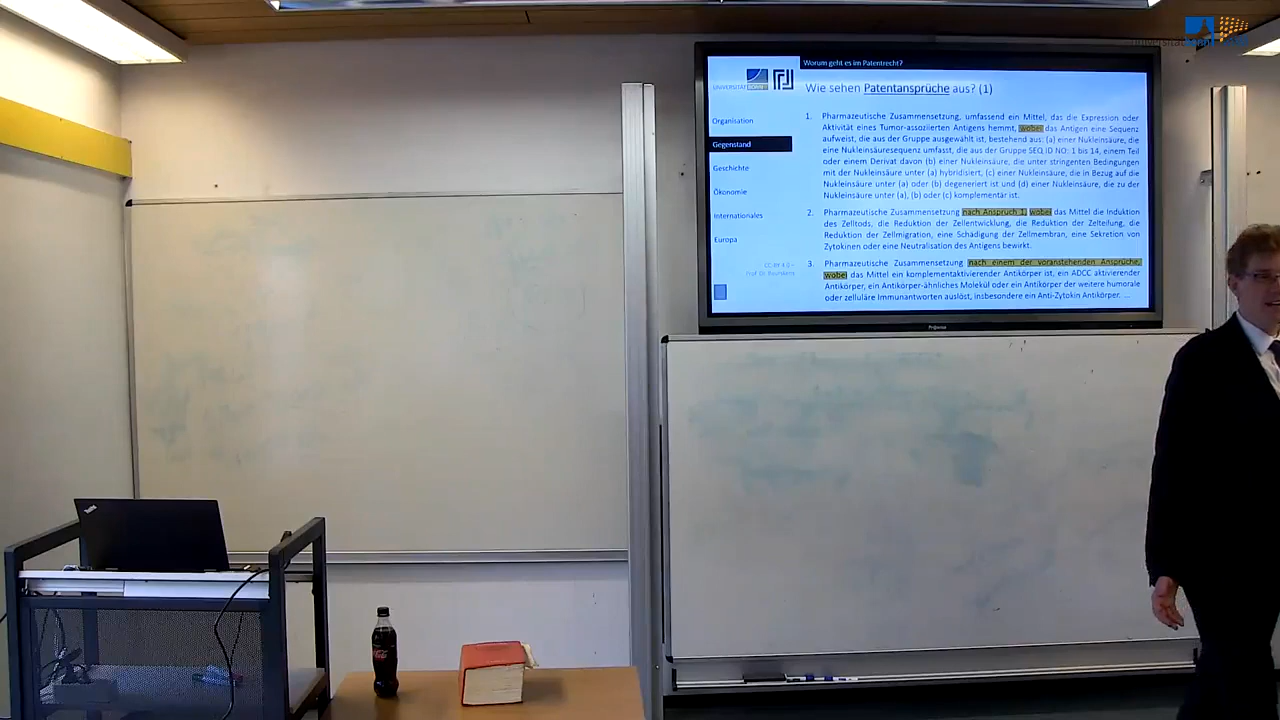 Worum geht es im Patentrecht?
UNIVERSITÄT BONN
Wie sehen Patentansprüche aus? (1)
Organisation
Gegenstand
Geschichte
Ökonomie
Internationales
Europa
CC-BY 4.0 –
1. Pharmazeutische Zusammensetzung, umfassend ein Mittel, das die Expression oder
Aktivität eines Tumor-assoziierten Antigens hemmt, wobei das Antigen eine Sequenz
aufweist, die aus der Gruppe ausgewählt ist, bestehend aus: (a) einer Nukleinsäure, die
eine Nukleinsäuresequenz umfasst, die aus der Gruppe SEQ ID NO: 1 bis 14, einem Teil
oder einem Derivat davon (b) einer Nukleinsäure, die unter stringenten Bedingungen
mit der Nukleinsäure unter (a) hybridisiert, (c) einer Nukleinsäure, die in Bezug auf die
Nukleinsäure unter (a) oder (b) degeneriert ist und (d) einer Nukleinsäure, die zu der
Nukleinsäure unter (a), (b) oder (c) komplementär ist.
2. Pharmazeutische Zusammensetzung nach Anspruch 1, wobei das Mittel die Induktion
des Zelltods, die Reduktion der Zellentwicklung, die Reduktion der Zelteilung, die
Reduktion der Zellmigration, eine Schädigung der Zellmembran, eine Sekretion von
Zytokinen oder eine Neutralisation des Antigens bewirkt.
3. Pharmazeutische Zusammensetzung nach einem der voranstehenden Ansprüche,
wobei das Mittel ein komplementaktivierender Antikörper ist, ein ADCC aktivierender
Antikörper, ein Antikörper-ähnliches Molekül oder ein Antikörper der weitere humorale
oder zelluläre Immunantworten auslöst, insbesondere ein Anti-Zytokin Antikörper. ...